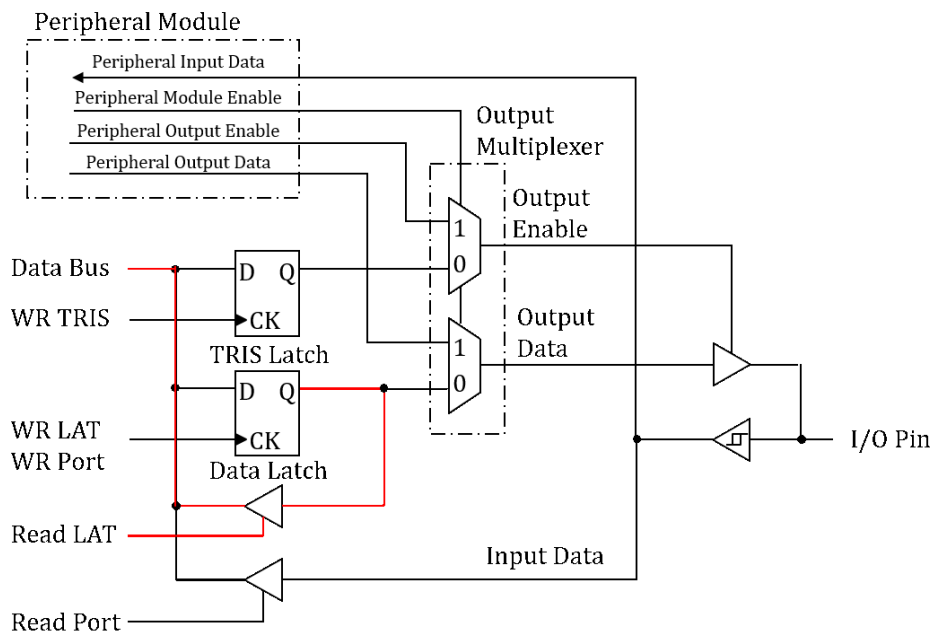 Peripheral Module
Peripheral Input Data
Peripheral Module Enable
Peripheral Output Enable
Peripheral Output Data
Output
Multiplexer
1
0
Output
Enable
Data Bus
D Q
WR TRIS
CK
TRIS Latch
1
0
Output
Data
D Q
WR LAT
WR Port
CK
Data Latch
I/O Pin
Read LAT
Input Data
Read Port